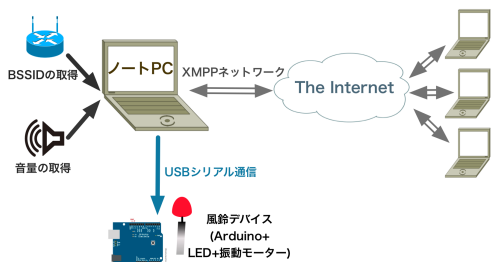 BSSIDの取得
ノートPC
XMPPネットワーク
The Internet
音量の取得
USBシリアル通信
風鈴デバイス
(Arduino+
LED+振動モーター)